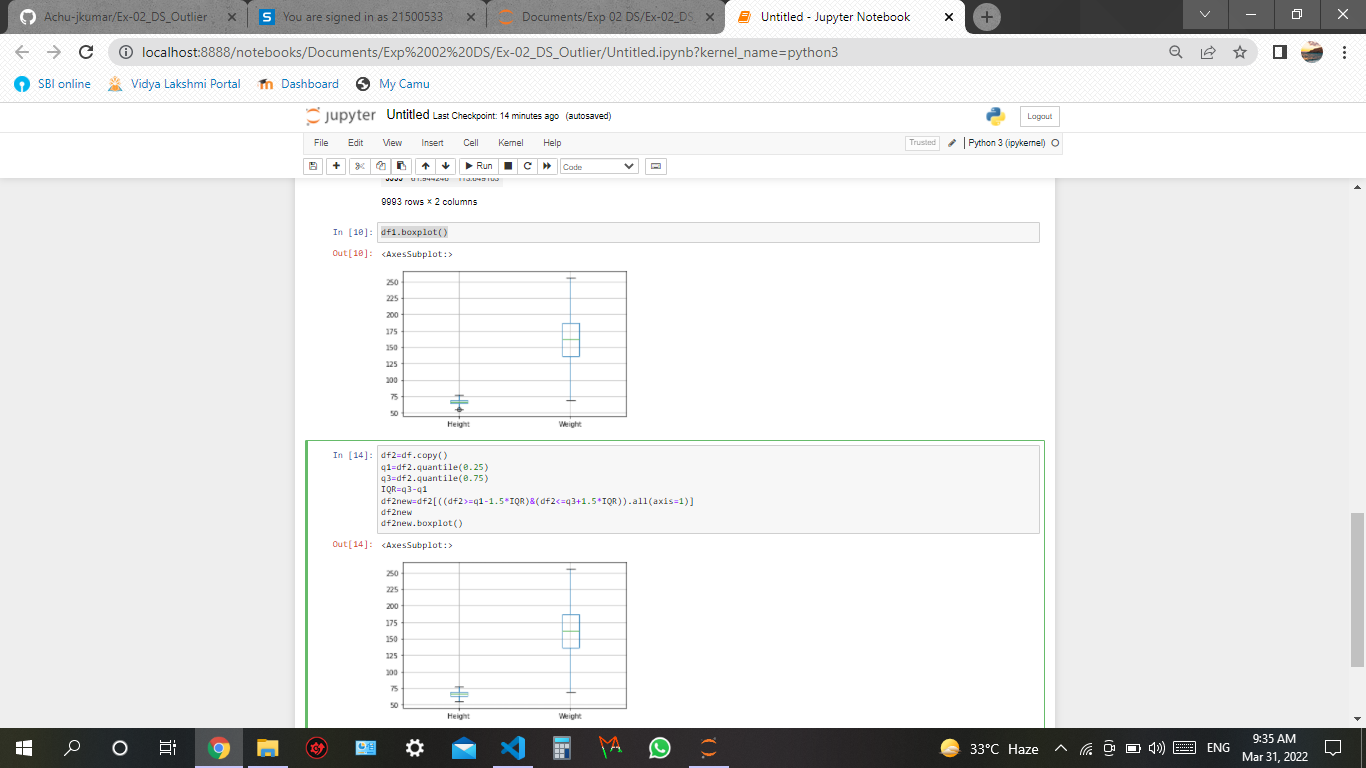 Achu-jkumar/Ex-02_DS_Outlier
You are signed in as 21500533
Documents/Exp 02 DS/Ex-02_DS_
Untitled - Jupyter Notebook
localhost:8888/notebooks/Documents/Exp%2002%20DS/Ex-02_DS_Outlier/Untitled.ipynb?kernel_name=python3
SBI online
Vidya Lakshmi Portal
Dashboard
My Camu
jupyter Untitled Last Checkpoint: 14 minutes ago (autosaved)
Logout
File Edit View Insert Cell Kernel Help
Trusted
Python 3 (ipykernel)
Run
Code
9993 rows × 2 columns
In [10]: df1.boxplot()
Out[10]: <AxesSubplot:>
250
225
200
175
150
125
100
75
50
Height Weight
In [14]: df2=df.copy()
q1=df2.quantile(0.25)
q3=df2.quantile(0.75)
IQR=q3-q1
df2new=df2[((df2>=q1-1.5*IQR)&(df2<=q3+1.5*IQR)).all(axis=1)]
df2new
df2new.boxplot()
Out[14]: <AxesSubplot:>
250
225
200
175
150
125
100
75
50
Height Weight
33°C Haze
ENG
9:35 AM
Mar 31, 2022